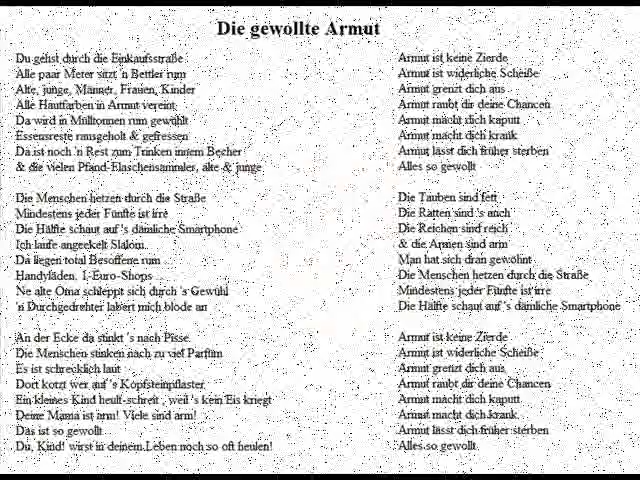 Die gewollte Armut
Du gehst durch die Einkaufsstraße
Alle paar Meter sitzt 'n Bettler rum
Alte, junge, Männer, Frauen, Kinder
Alle Hautfarben in Armut vereint
Da wird in Mülltonnen rum gewühlt
Essensreste rausgeholt & gefressen
Da ist noch 'n Rest zum Trinken in'nem Becher
& die vielen Pfand-Flaschensammler, alte & junge
Die Menschen hetzen durch die Straße
Mindestens jeder Fünfte ist irre
Die Hälfte schaut auf 's dämliche Smartphone
Ich laufe angeekelt Slalom
Da liegen total Besoffene rum
Handyläden, 1-Euro-Shops
Ne alte Oma schleppt sich durch 's Gewühl
'n Durchgedrehter labert mich blöde an
An der Ecke da stinkt 's nach Pisse
Die Menschen stinken nach zu viel Parfüm
Es ist schrecklich laut
Dort kotzt wer auf 's Kopfsteinpflaster
Ein kleines Kind heult-schreit, weil 's kein Eis kriegt
Deine Mama ist arm! Viele sind arm!
Das ist so gewollt
Du, Kind! wirst in deinem Leben noch so oft heulen!
Armut ist keine Zierde
Armut ist widerliche Scheiße
Armut grenzt dich aus
Armut raubt dir deine Chancen
Armut macht dich kaputt
Armut macht dich krank
Armut lässt dich früher sterben
Alles so gewollt
Die Tauben sind fett
Die Ratten sind 's auch
Die Reichen sind reich
& die Armen sind arm
Man hat sich dran gewöhnt
Die Menschen hetzen durch die Straße
Mindestens jeder Fünfte ist irre
Die Hälfte schaut auf 's dämliche Smartphone
Armut ist keine Zierde
Armut ist widerliche Scheiße
Armut grenzt dich aus
Armut raubt dir deine Chancen
Armut macht dich kaputt
Armut macht dich krank
Armut lässt dich früher sterben
Alles so gewollt